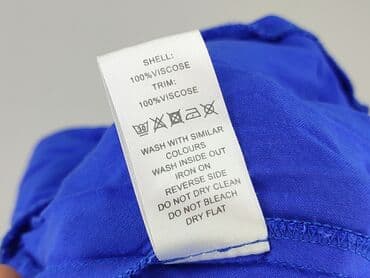 SHELL:
100%VISCOSE
TRIM:
100%VISCOSE
WASH WITH SIMILAR
COLOURS
WASH INSIDE OUT
IRON ON
REVERSE SIDE
DO NOT DRY CLEAN
DO NOT BLEACH
DRY FLAT